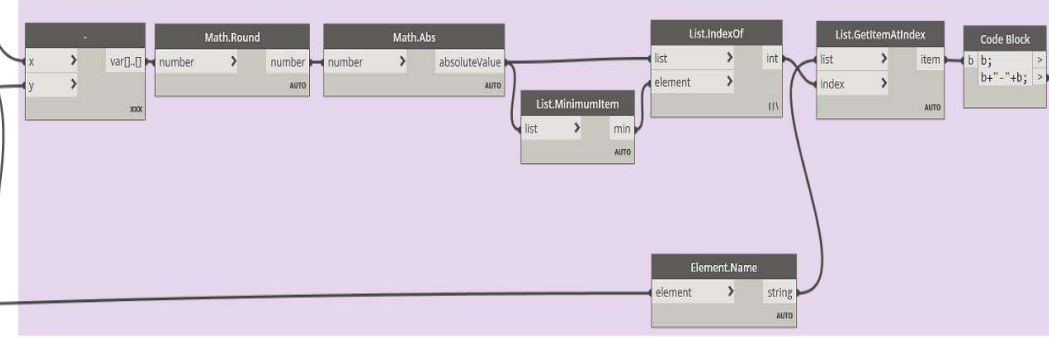 -
x > var[]..[]
y >
xxx
Math.Round
number > number
AUTO
Math.Abs
number > absoluteValue
AUTO
List.MinimumItem
list > min
AUTO
List.IndexOf
list > int
element >
|||\
List.GetItemAtIndex
list > item
index >
AUTO
Code Block
b b; >
b+"-"+b; >
Element.Name
element > string
AUTO